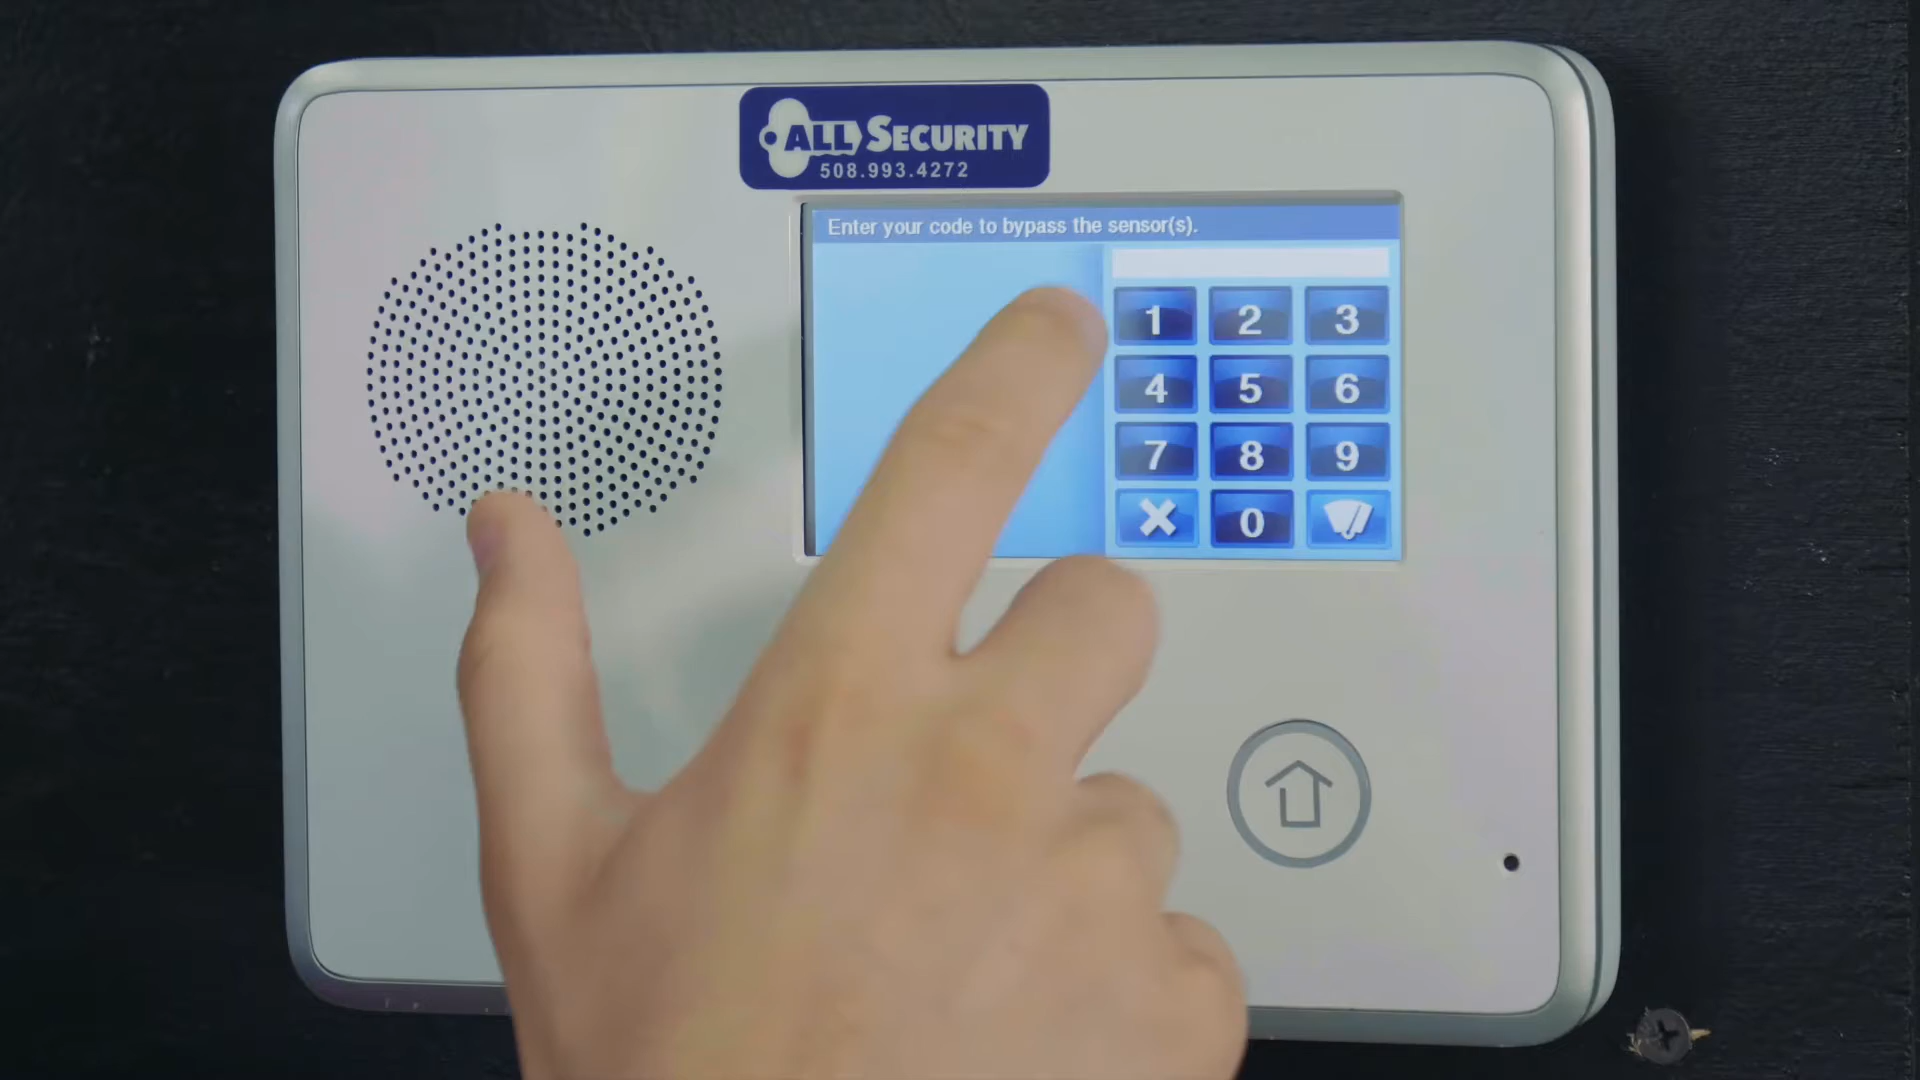 ALL SECURITY
508.993.4272
Enter your code to bypass the sensor(s).
1 2 3
4 5 6
7 8 9
0